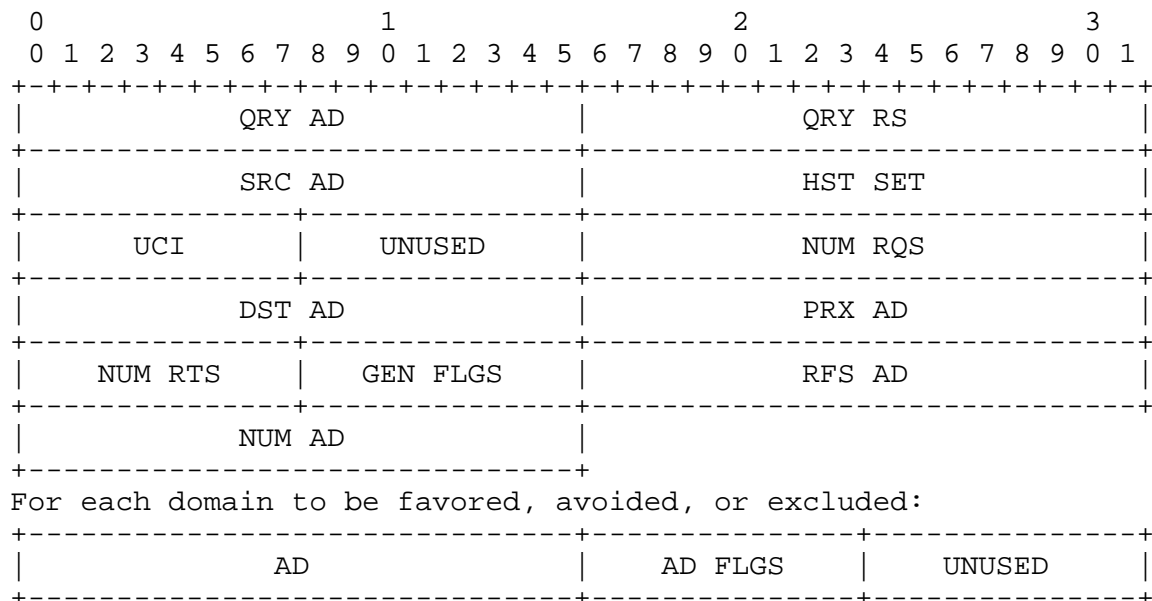 0                   1                   2                   3
0 1 2 3 4 5 6 7 8 9 0 1 2 3 4 5 6 7 8 9 0 1 2 3 4 5 6 7 8 9 0 1
+-+-+-+-+-+-+-+-+-+-+-+-+-+-+-+-+-+-+-+-+-+-+-+-+-+-+-+-+-+-+-+-+
|            QRY AD             |            QRY RS             |
+-------------------------------+-------------------------------+
|            SRC AD             |            HST SET            |
+---------------+---------------+-------------------------------+
|      UCI      |    UNUSED     |            NUM RQS            |
+---------------+---------------+-------------------------------+
|            DST AD             |            PRX AD             |
+---------------+---------------+-------------------------------+
|    NUM RTS    |   GEN FLGS    |            RFS AD             |
+---------------+---------------+-------------------------------+
|            NUM AD             |
+-------------------------------+
For each domain to be favored, avoided, or excluded:
+-------------------------------+---------------+---------------+
|              AD               |    AD FLGS    |    UNUSED     |
+-------------------------------+---------------+---------------+